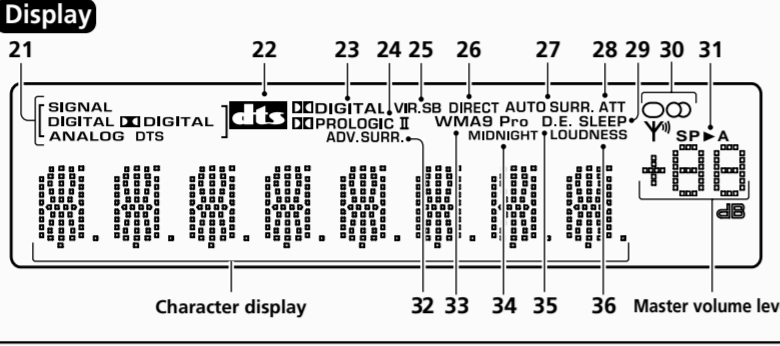 Display
21 22 23 24 25 26 27 28 29 30 31
SIGNAL dts DIGITAL VIR.SB DIRECT AUTO SURR. ATT
DIGITAL DIGITAL PROLOGIC II WMA9 Pro D.E. SLEEP SP►A
ANALOG DTS ADV.SURR. MIDNIGHT LOUDNESS
+
dB
Character display 32 33 34 35 36 Master volume lev